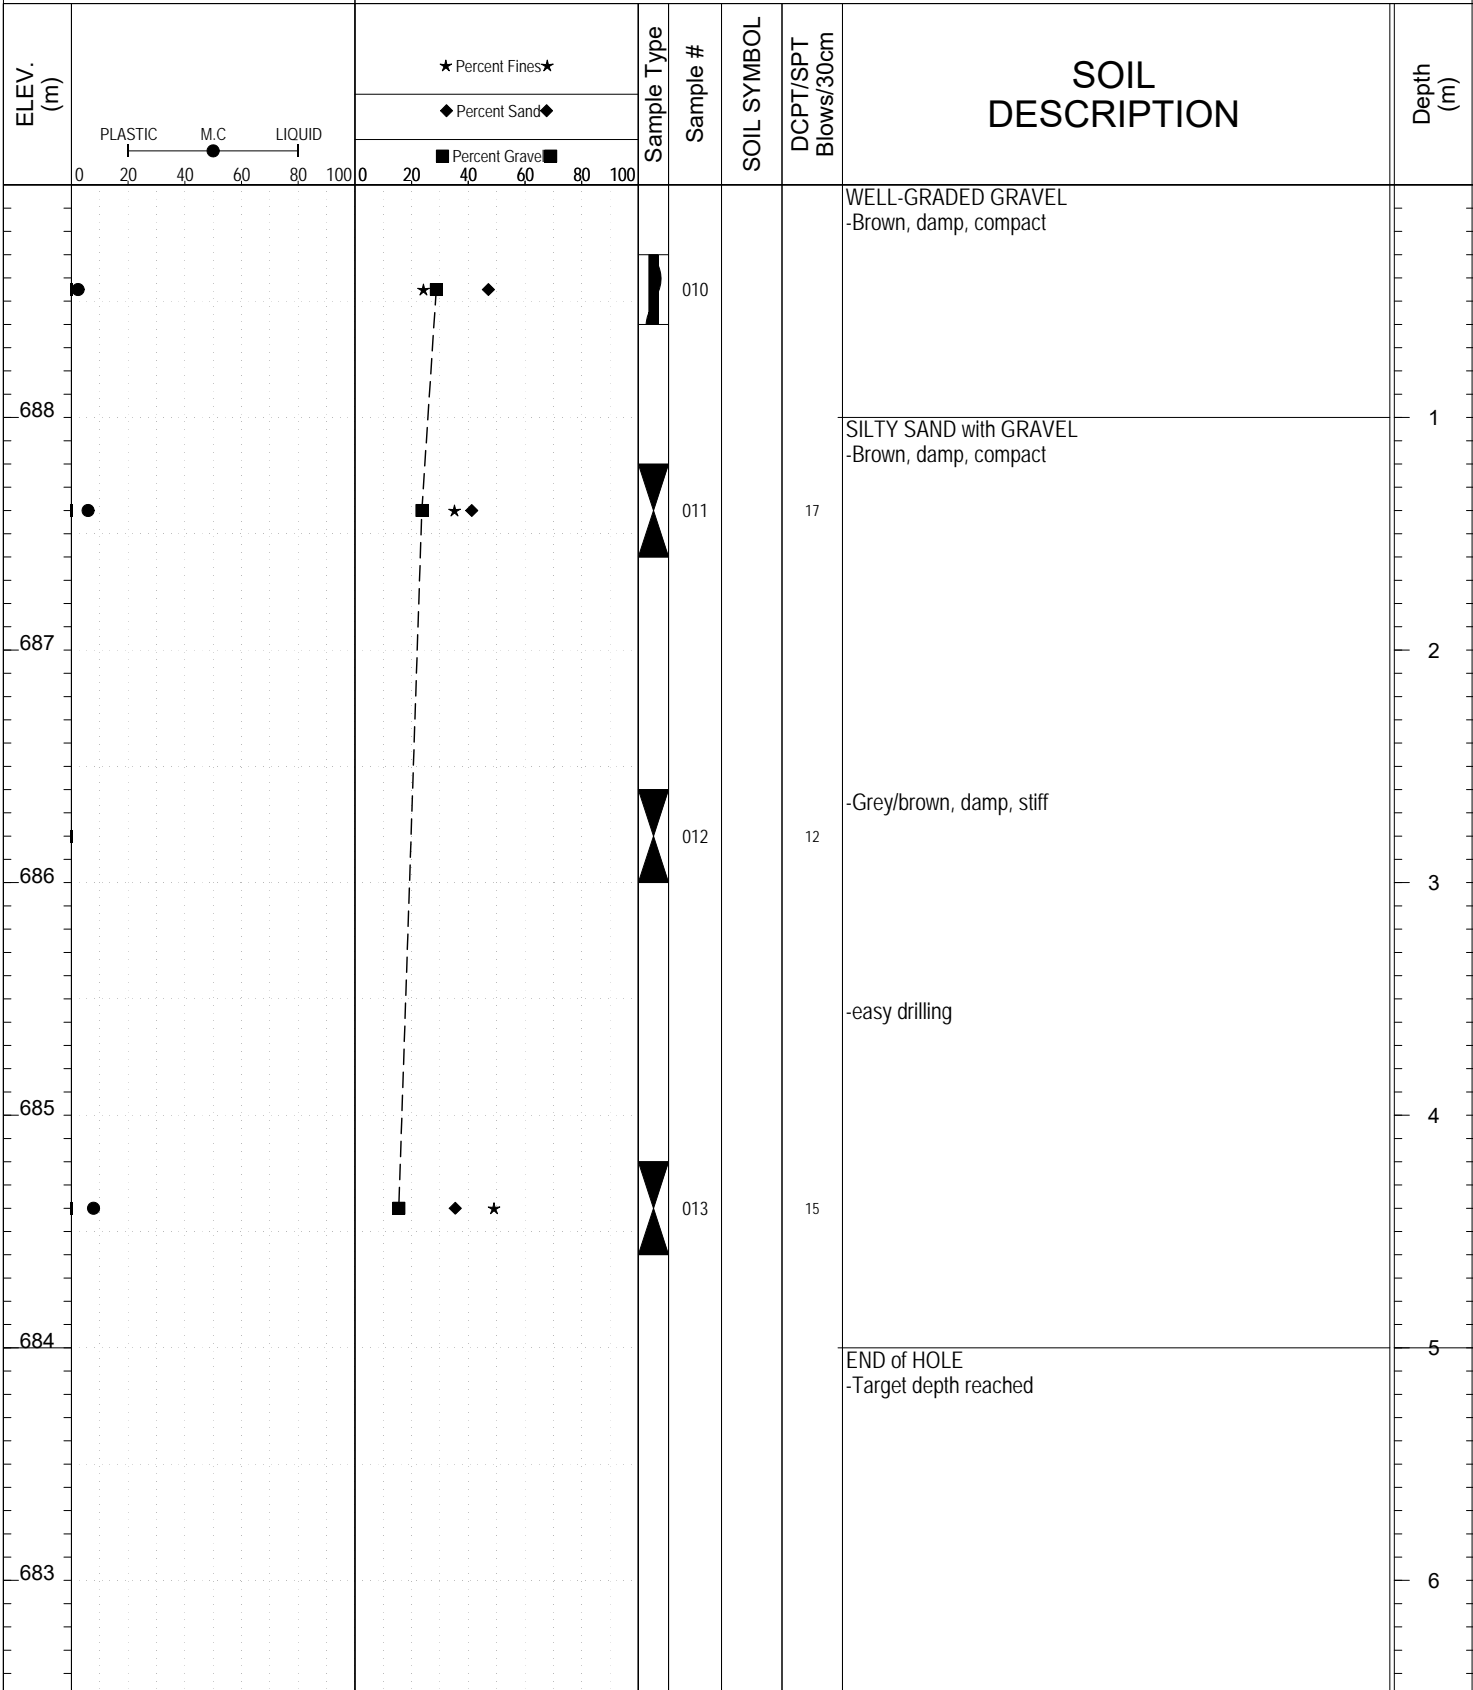 ELEV.
(m)
PLASTIC M.C LIQUID
0 20 40 60 80 100
★ Percent Fines ★
◆ Percent Sand ◆
■ Percent Gravel ■
0 20 40 60 80 100
Sample Type
Sample #
SOIL SYMBOL
DCPT/SPT
Blows/30cm
SOIL
DESCRIPTION
Depth
(m)
WELL-GRADED GRAVEL
-Brown, damp, compact
010
688 1
SILTY SAND with GRAVEL
-Brown, damp, compact
011 17
687 2
-Grey/brown, damp, stiff
012 12
686 3
-easy drilling
685 4
013 15
684 5
END of HOLE
-Target depth reached
683 6